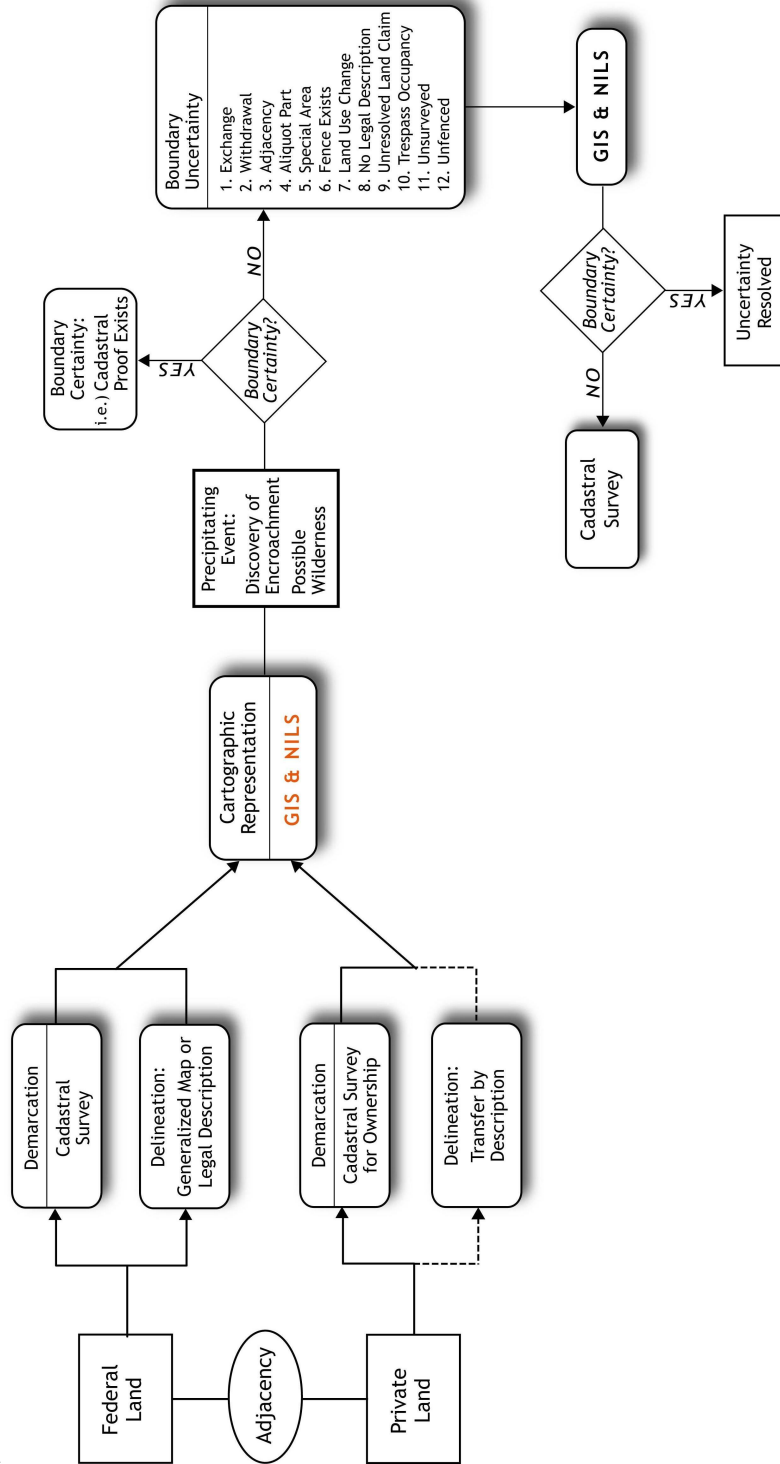 Federal
Land
Adjacency
Private
Land
Demarcation
Cadastral
Survey
Delineation:
Generalized Map or
Legal Description
Demarcation
Cadastral Survey
for Ownership
Delineation:
Transfer by
Description
Cartographic
Representation
GIS & NILS
Precipitating
Event:
Discovery of
Encroachment
Possible
Wilderness
Boundary
Certainty?
YES
Boundary
Certainty:
i.e.) Cadastral
Proof Exists
NO
Boundary
Uncertainty
1. Exchange
2. Withdrawal
3. Adjacency
4. Aliquot Part
5. Special Area
6. Fence Exists
7. Land Use Change
8. No Legal Description
9. Unresolved Land Claim
10. Trespass Occupancy
11. Unsurveyed
12. Unfenced
GIS & NILS
Boundary
Certainty?
NO
Cadastral
Survey
YES
Uncertainty
Resolved